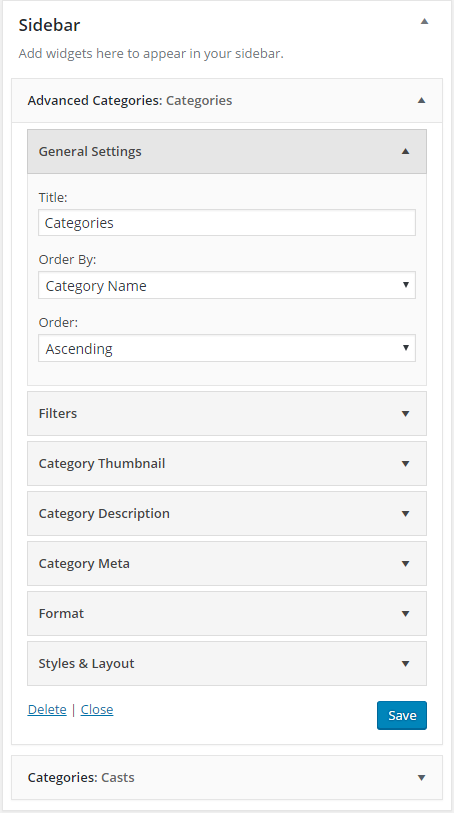 Sidebar
Add widgets here to appear in your sidebar.
Advanced Categories: Categories
General Settings
Title:
Categories
Order By:
Category Name
Order:
Ascending
Filters
Category Thumbnail
Category Description
Category Meta
Format
Styles & Layout
Delete | Close
Save
Categories: Casts